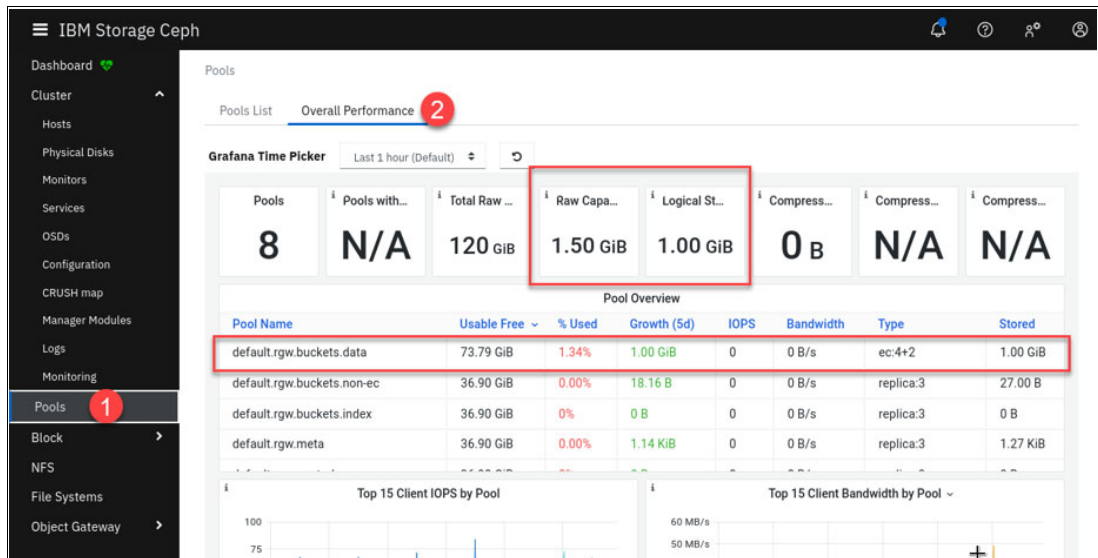 IBM Storage Ceph
Dashboard
Cluster
Hosts
Physical Disks
Monitors
Services
OSDs
Configuration
CRUSH map
Manager Modules
Logs
Monitoring
Pools 1
Block
NFS
File Systems
Object Gateway
Pools
Pools List Overall Performance 2
Grafana Time Picker Last 1 hour (Default)
Pools Pools with... Total Raw ... Raw Capa... Logical St... Compress... Compress... Compress...
8 N/A 120 GiB 1.50 GiB 1.00 GiB 0 B N/A N/A
Pool Overview
Pool Name Usable Free % Used Growth (5d) IOPS Bandwidth Type Stored
default.rgw.buckets.data 73.79 GiB 1.34% 1.00 GiB 0 0 B/s ec:4+2 1.00 GiB
default.rgw.buckets.non-ec 36.90 GiB 0.00% 18.16 B 0 0 B/s replica:3 27.00 B
default.rgw.buckets.index 36.90 GiB 0% 0 B 0 0 B/s replica:3 0 B
default.rgw.meta 36.90 GiB 0.00% 1.14 KiB 0 0 B/s replica:3 1.27 KiB
Top 15 Client IOPS by Pool
100
75
Top 15 Client Bandwidth by Pool
60 MB/s
50 MB/s